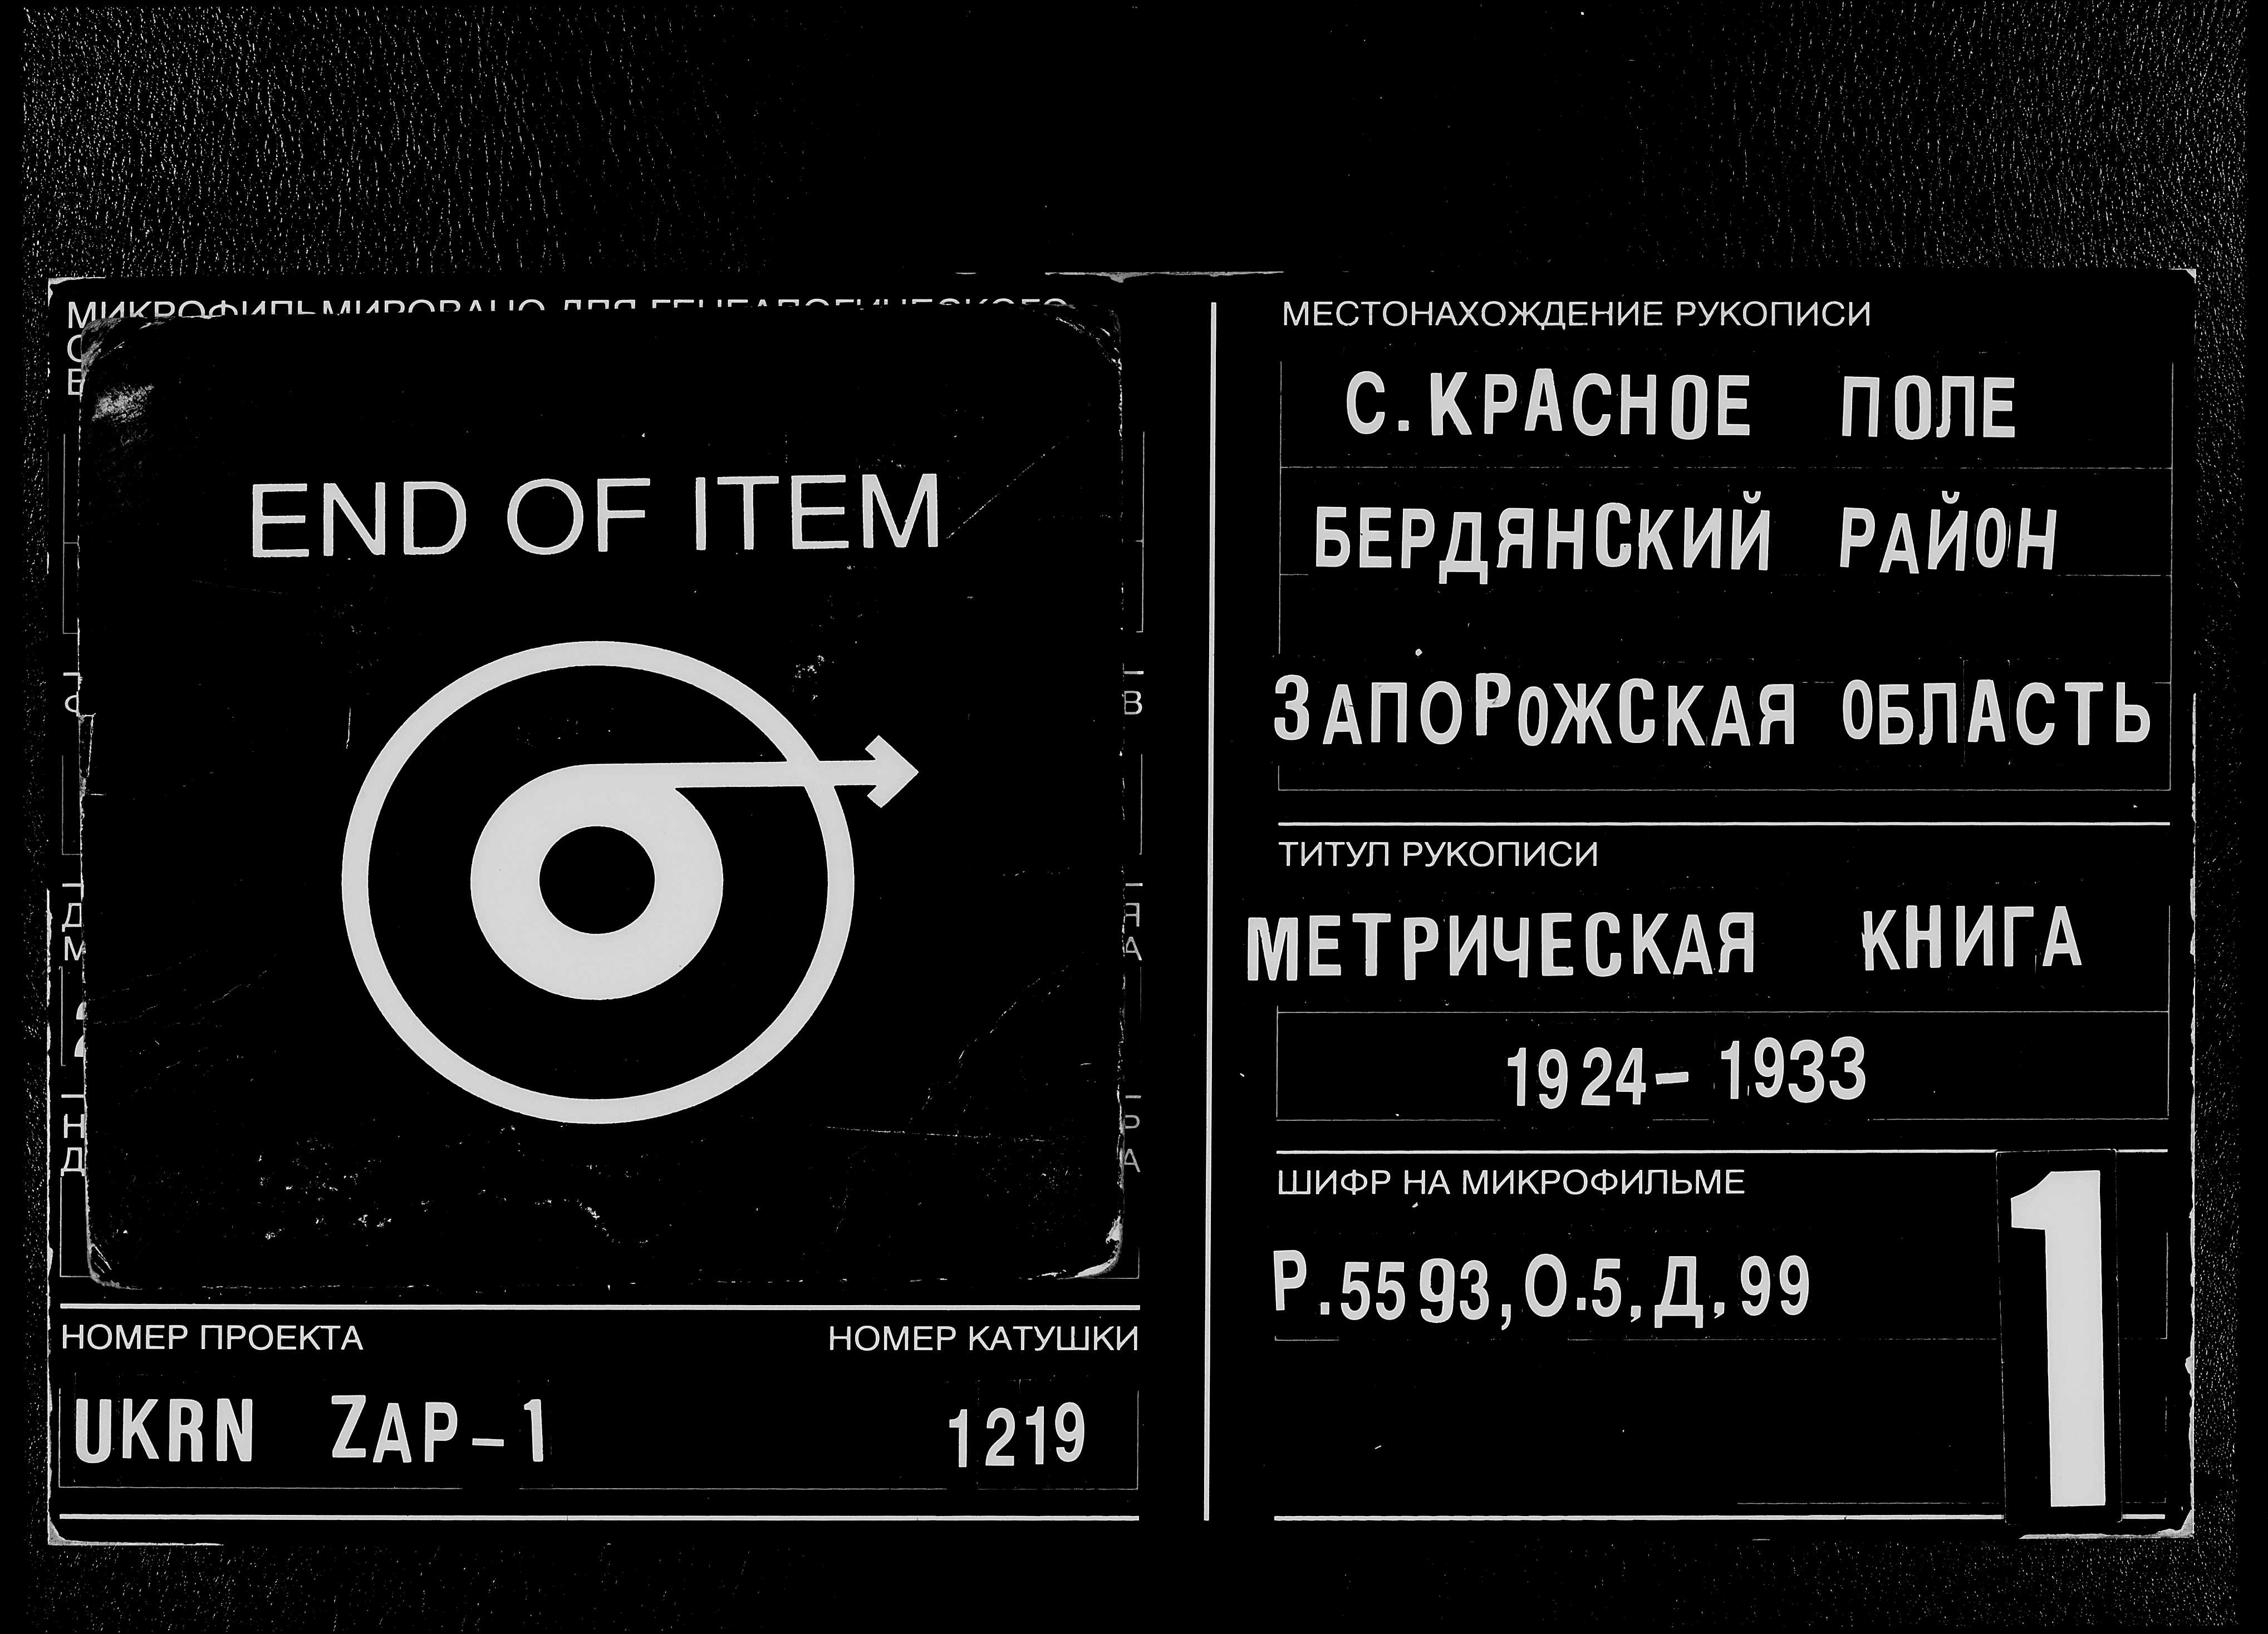 END OF ITEM
НОМЕР ПРОЕКТА
НОМЕР КАТУШКИ
UKRN ZAP-1
1219
МЕСТОНАХОЖДЕНИЕ РУКОПИСИ
С.КРАСНОЕ ПОЛЕ
БЕРДЯНСКИЙ РАЙОН
ЗАПОРОЖСКАЯ ОБЛАСТЬ
ТИТУЛ РУКОПИСИ
МЕТРИЧЕСКАЯ КНИГА
1924-1933
ШИФР НА МИКРОФИЛЬМЕ
Р.5593,О.5,Д,99
1